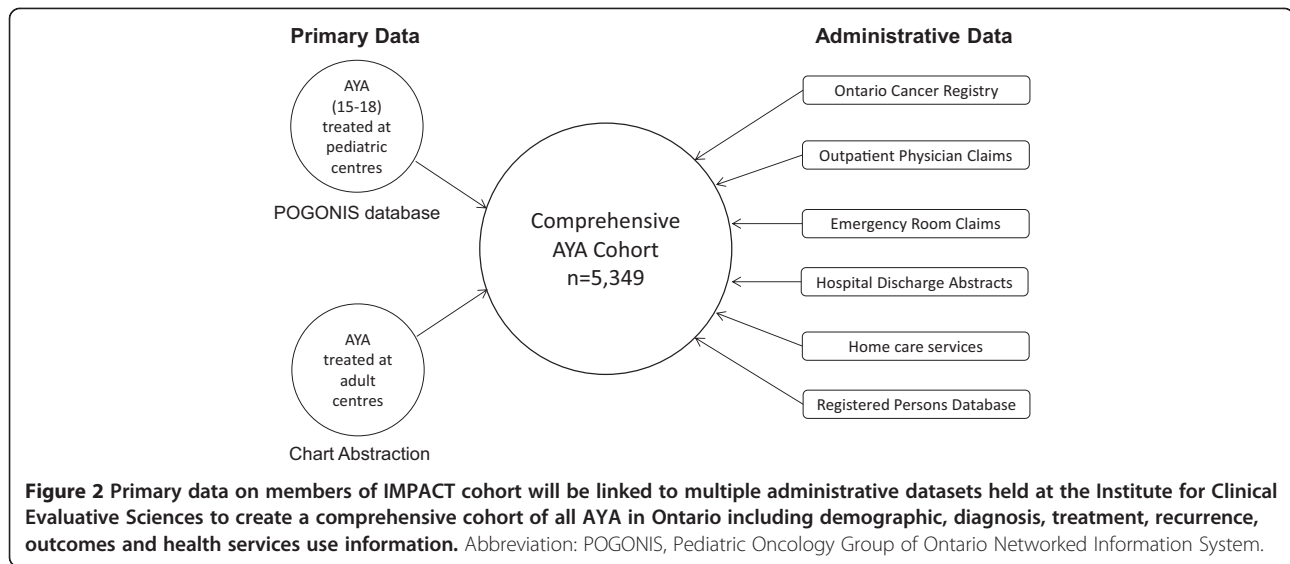 Primary Data
Administrative Data
AYA
(15-18)
treated at
pediatric
centres
POGONIS database
AYA
treated at
adult
centres
Chart Abstraction
Comprehensive
AYA Cohort
n=5,349
Ontario Cancer Registry
Outpatient Physician Claims
Emergency Room Claims
Hospital Discharge Abstracts
Home care services
Registered Persons Database
Figure 2 Primary data on members of IMPACT cohort will be linked to multiple administrative datasets held at the Institute for Clinical
Evaluative Sciences to create a comprehensive cohort of all AYA in Ontario including demographic, diagnosis, treatment, recurrence,
outcomes and health services use information. Abbreviation: POGONIS, Pediatric Oncology Group of Ontario Networked Information System.